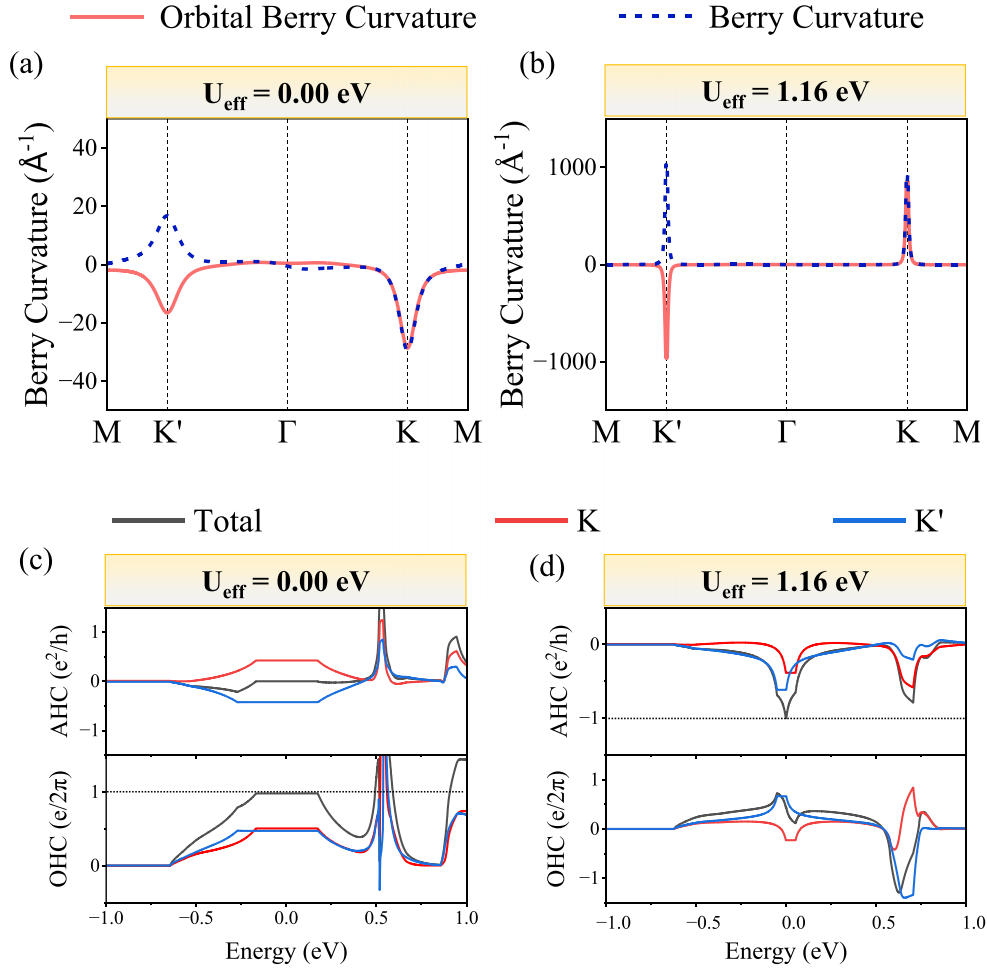 Orbital Berry Curvature
Berry Curvature
(a)
U_eff = 0.00 eV
Berry Curvature (Å⁻¹)
40
20
0
−20
−40
M K' Γ K M
(b)
U_eff = 1.16 eV
Berry Curvature (Å⁻¹)
1000
0
−1000
M K' Γ K M
Total
K
K'
(c)
U_eff = 0.00 eV
AHC (e²/h)
1
0
−1
OHC (e/2π)
1
0
−1.0 −0.5 0.0 0.5 1.0
Energy (eV)
(d)
U_eff = 1.16 eV
AHC (e²/h)
0
−1
OHC (e/2π)
1
0
−1
−1.0 −0.5 0.0 0.5 1.0
Energy (eV)